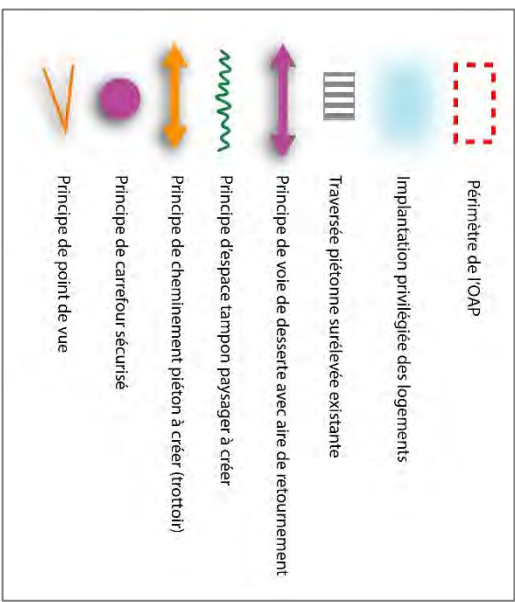 Périmètre de l'OAP
Implantation privilégiée des logements
Traversée piétonne surélevée existante
Principe de voie de desserte avec aire de retournement
Principe d'espace tampon paysager à créer
Principe de cheminement piéton à créer (trottoir)
Principe de carrefour sécurisé
Principe de point de vue